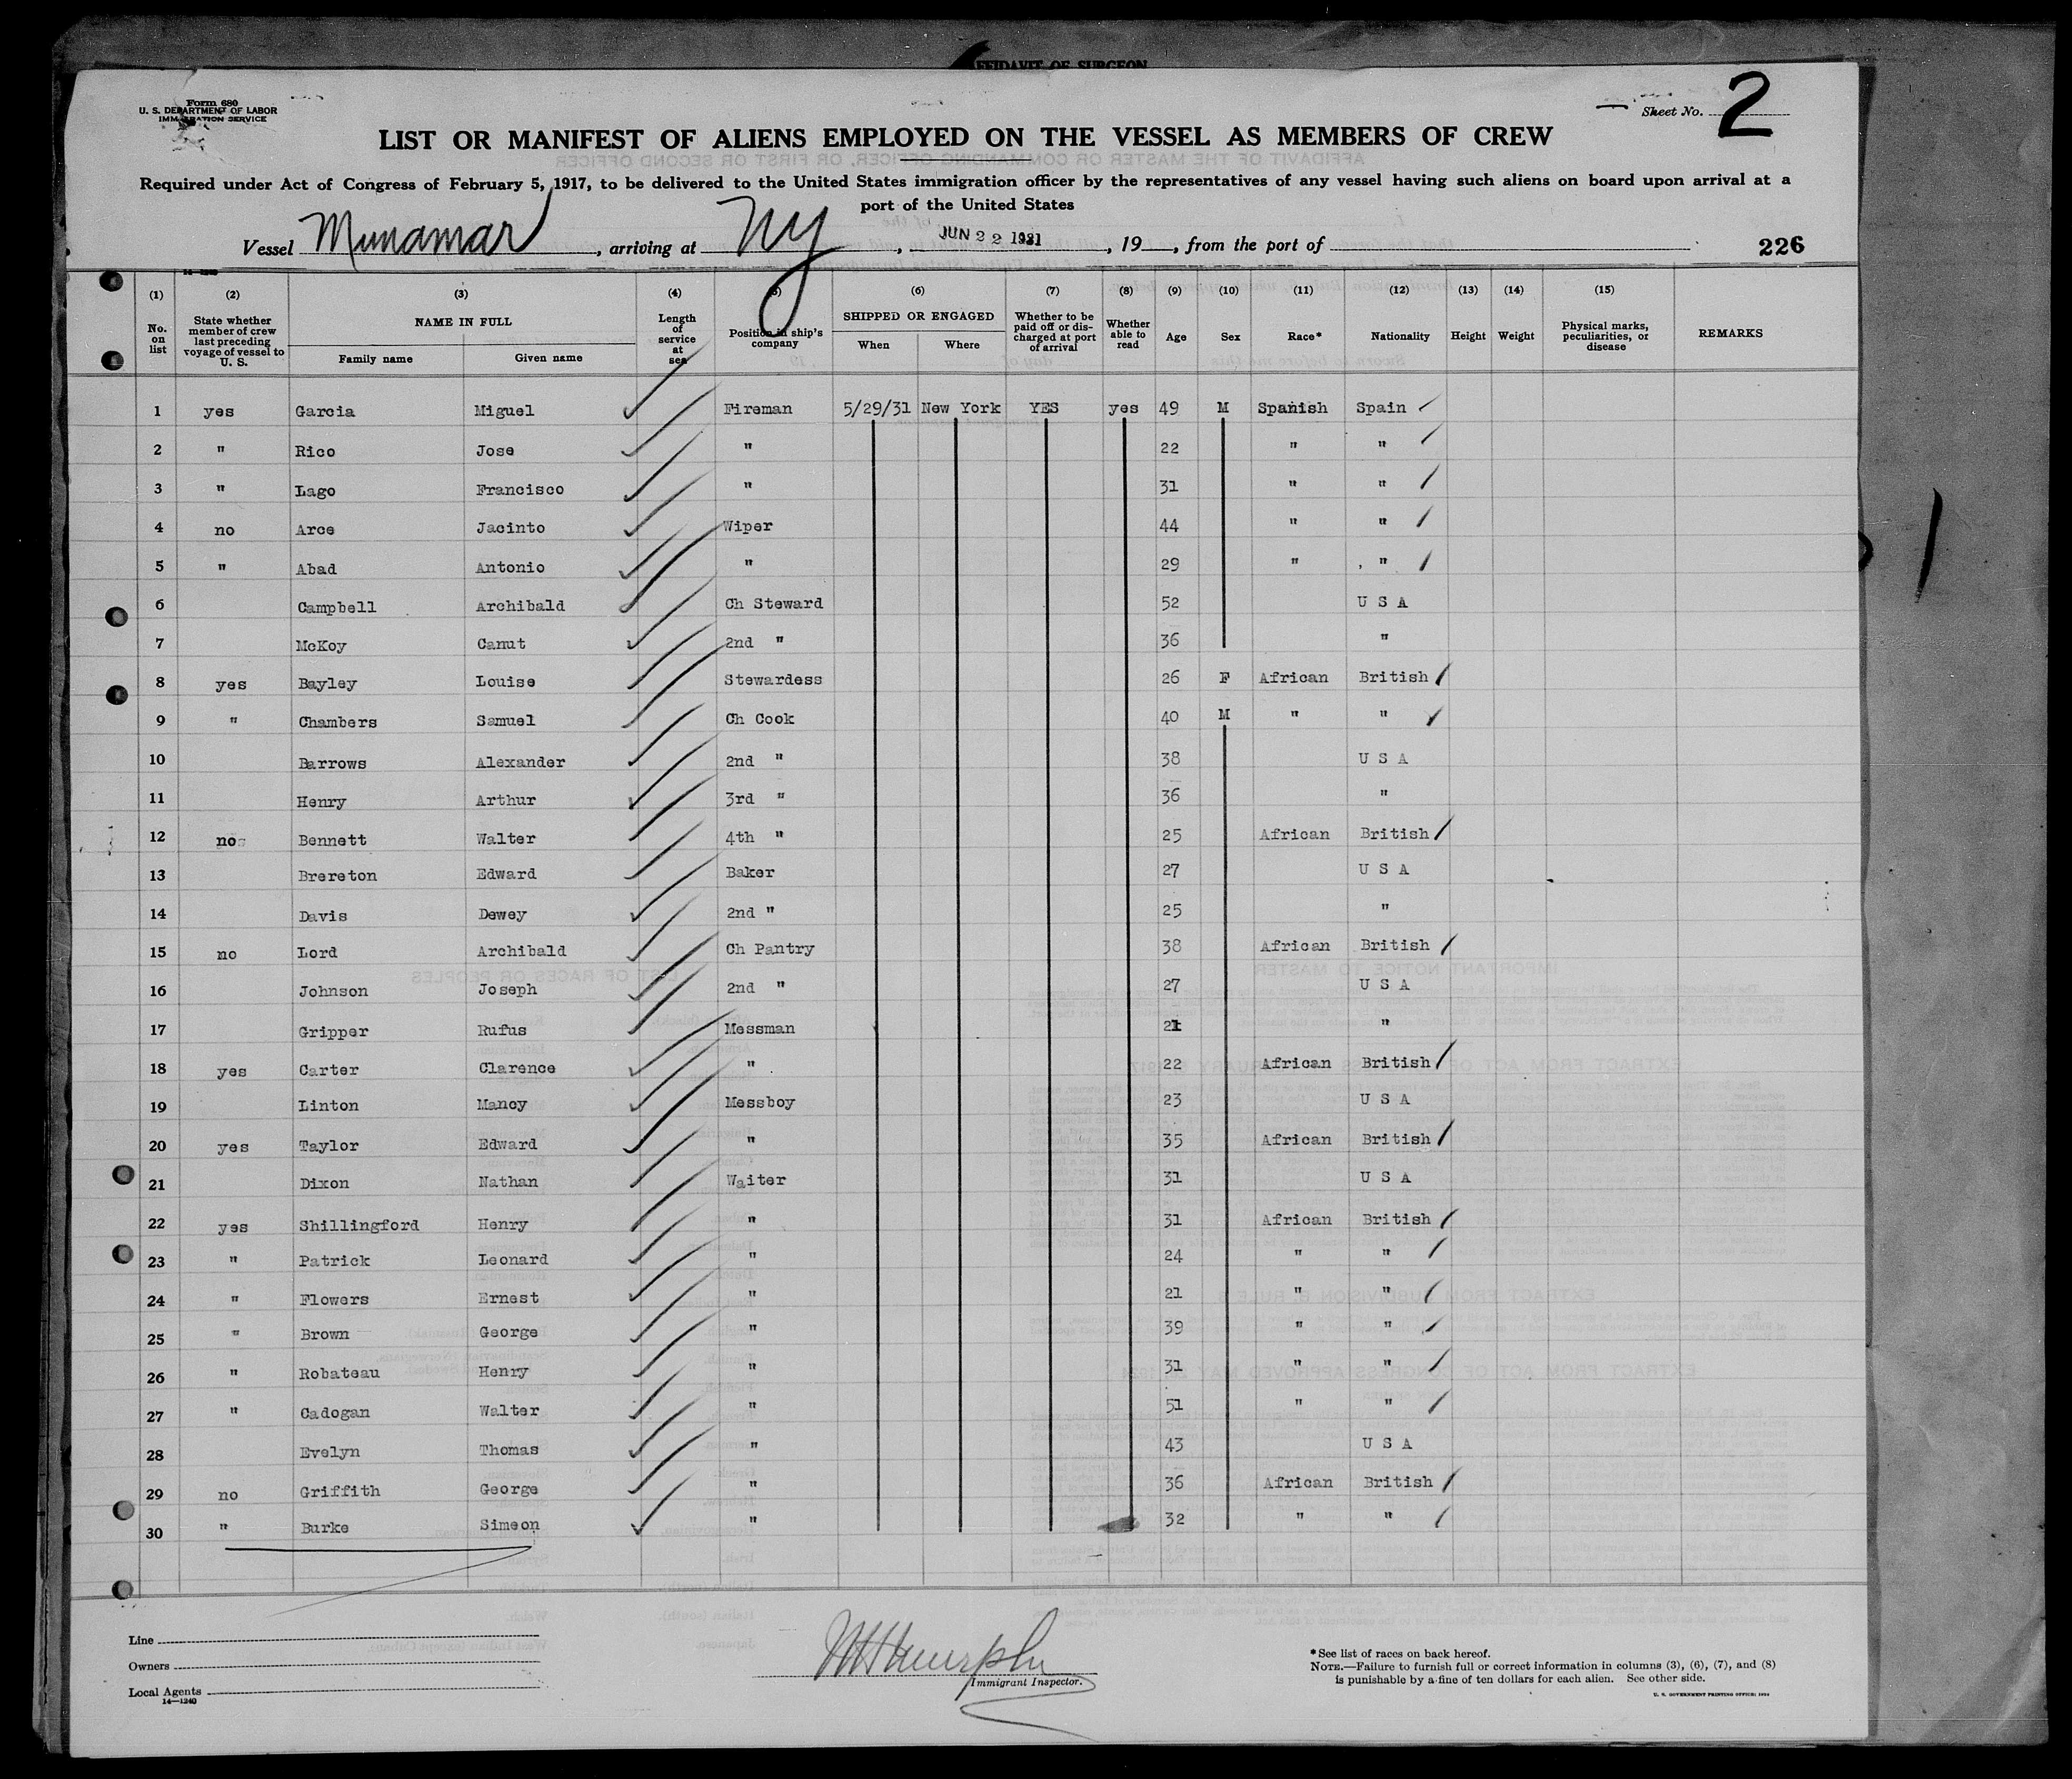 AFFIDAVIT OF SURGEON
Form 680
U. S. DEPARTMENT OF LABOR
IMMIGRATION SERVICE
Sheet No. 2
LIST OR MANIFEST OF ALIENS EMPLOYED ON THE VESSEL AS MEMBERS OF CREW
Required under Act of Congress of February 5, 1917, to be delivered to the United States immigration officer by the representatives of any vessel having such aliens on board upon arrival at a
port of the United States
Vessel Munamar, arriving at NY, JUN 22 1931, 19, from the port of 226
(1) (2) (3) (4) (5) (6) (7) (8) (9) (10) (11) (12) (13) (14) (15)
No. on list State whether member of crew last preceding voyage of vessel to U. S. NAME IN FULL Family name Given name Length of service at sea Position in ship's company SHIPPED OR ENGAGED When Where Whether to be paid off or discharged at port of arrival Whether able to read Age Sex Race* Nationality Height Weight Physical marks, peculiarities, or disease REMARKS
1 yes Garcia Miguel Fireman 5/29/31 New York YES yes 49 M Spanish Spain
2 " Rico Jose " 22 " "
3 " Lago Francisco " 31 " "
4 no Arce Jacinto Wiper 44 " "
5 " Abad Antonio " 29 " "
6 Campbell Archibald Ch Steward 52 U S A
7 McKoy Canut 2nd " 36 "
8 yes Bayley Louise Stewardess 26 F African British
9 " Chambers Samuel Ch Cook 40 M " "
10 Barrows Alexander 2nd " 38 U S A
11 Henry Arthur 3rd " 36 "
12 no Bennett Walter 4th " 25 African British
13 Brereton Edward Baker 27 U S A
14 Davis Dewey 2nd " 25 "
15 no Lord Archibald Ch Pantry 38 African British
16 Johnson Joseph 2nd " 27 U S A
17 Gripper Rufus Messman "
18 yes Carter Clarence " 22 African British
19 Linton Mancy Messboy 23 U S A
20 yes Taylor Edward " 35 African British
21 Dixon Nathan Waiter 31 U S A
22 yes Shillingford Henry " 31 African British
23 " Patrick Leonard " 24 " "
24 " Flowers Ernest " 21 " "
25 " Brown George " 39 " "
26 " Robateau Henry " 31 " "
27 " Cadogan Walter " 51 " "
28 Evelyn Thomas " 43 U S A
29 no Griffith George " 36 African British
30 " Burke Simeon " 32 " "
Line
Owners
Local Agents
14—1240
Immigrant Inspector.
*See list of races on back hereof.
NOTE.—Failure to furnish full or correct information in columns (3), (6), (7), and (8)
is punishable by a fine of ten dollars for each alien. See other side.
U. S. GOVERNMENT PRINTING OFFICE: 1924